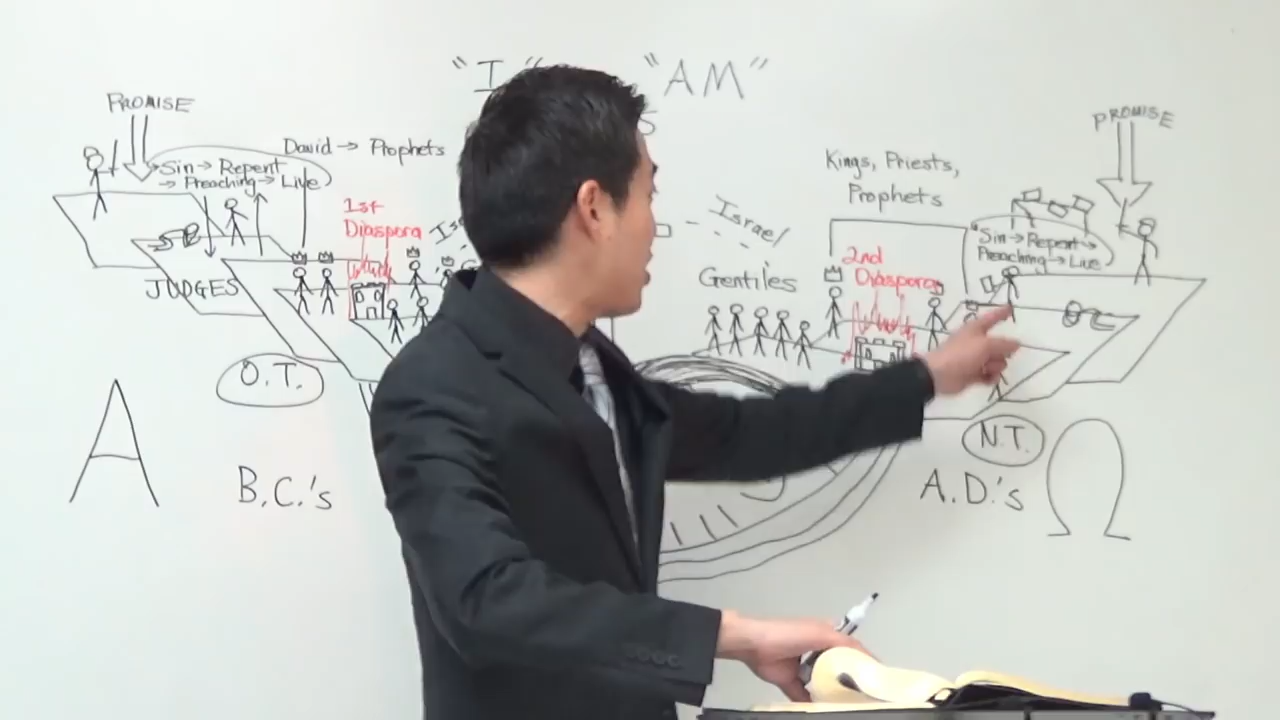 "I" "AM"
PROMISE
Sin → Repent
→ Preaching → Live
David → Prophets
1st
Diaspora
JUDGES
O.T.
A
B.C.'s
Israel
Gentiles
Kings, Priests,
Prophets
2nd
Diaspora
PROMISE
Sin → Repent →
Preaching → Live
N.T.
A.D.'s
Ω